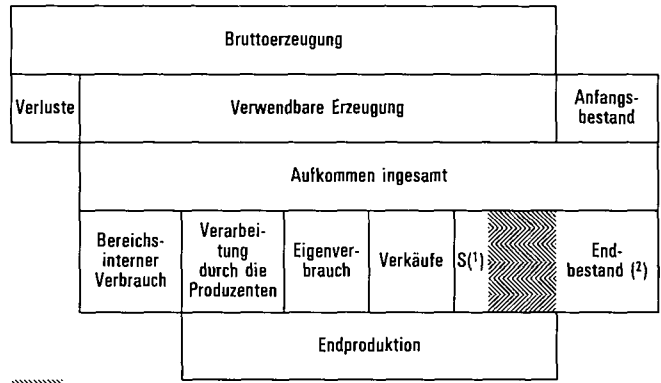 Bruttoerzeugung
Verluste
Verwendbare Erzeugung
Anfangs-
bestand
Aufkommen ingesamt
Bereichs-
interner
Verbrauch
Verarbei-
tung
durch die
Produzenten
Eigenver-
brauch
Verkäufe
S(¹)
End-
bestand (²)
Endproduktion